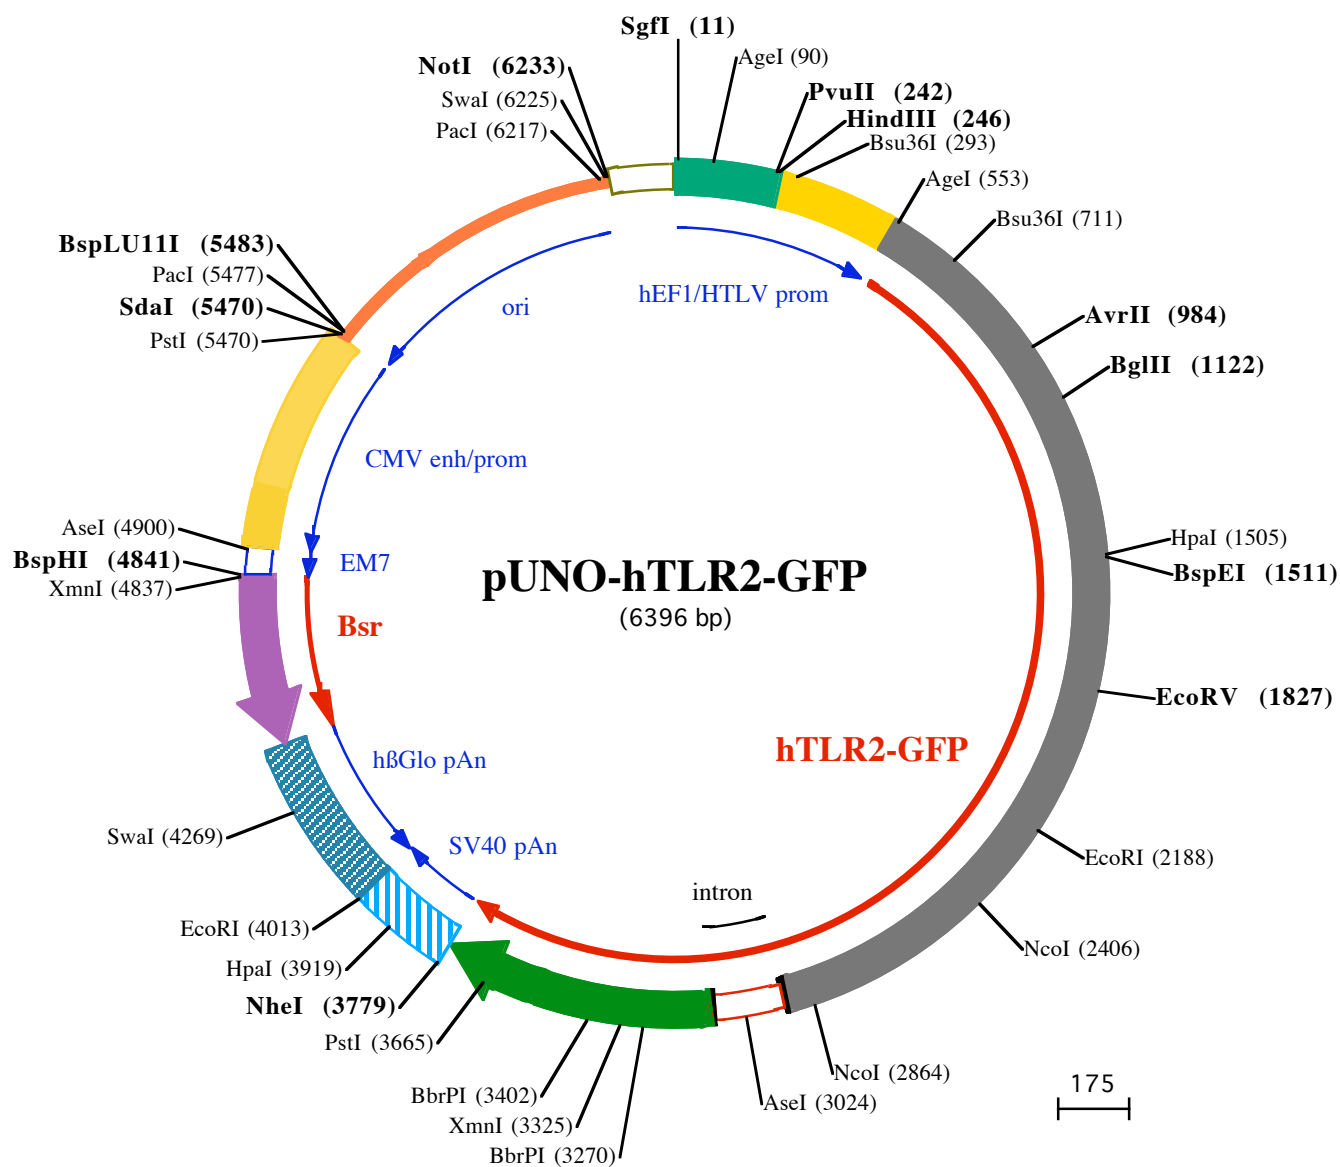 SgfI (11)
AgeI (90)
NotI (6233)
SwaI (6225)
PacI (6217)
PvuII (242)
HindIII (246)
Bsu36I (293)
AgeI (553)
Bsu36I (711)
BspLU11I (5483)
PacI (5477)
SdaI (5470)
PstI (5470)
ori
hEF1/HTLV prom
AvrII (984)
BglII (1122)
CMV enh/prom
AseI (4900)
BspHI (4841)
XmnI (4837)
EM7
pUNO-hTLR2-GFP
(6396 bp)
HpaI (1505)
BspEI (1511)
Bsr
EcoRV (1827)
hTLR2-GFP
hßGlo pAn
SwaI (4269)
SV40 pAn
EcoRI (2188)
intron
EcoRI (4013)
NcoI (2406)
HpaI (3919)
NheI (3779)
PstI (3665)
NcoI (2864)
AseI (3024)
BbrPI (3402)
XmnI (3325)
BbrPI (3270)
175